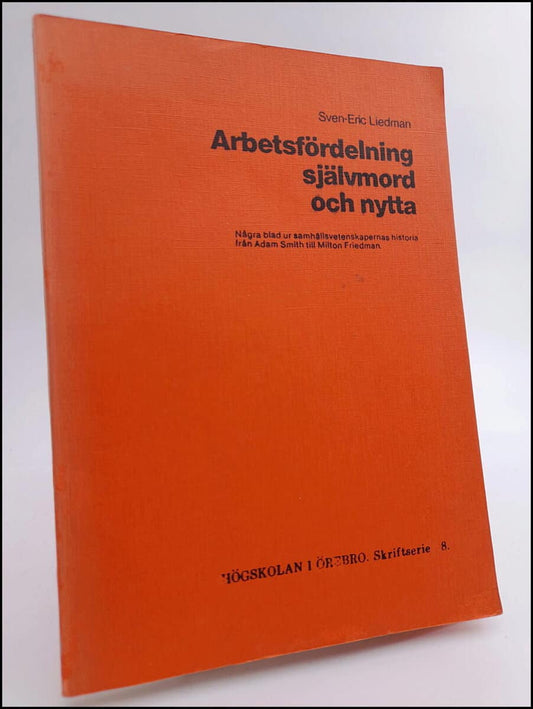 Sven-Eric Liedman
Arbetsfördelning
självmord
och nytta
Några blad ur samhällsvetenskapernas historia
från Adam Smith till Milton Friedman.
HÖGSKOLAN I ÖREBRO. Skriftserie 8.